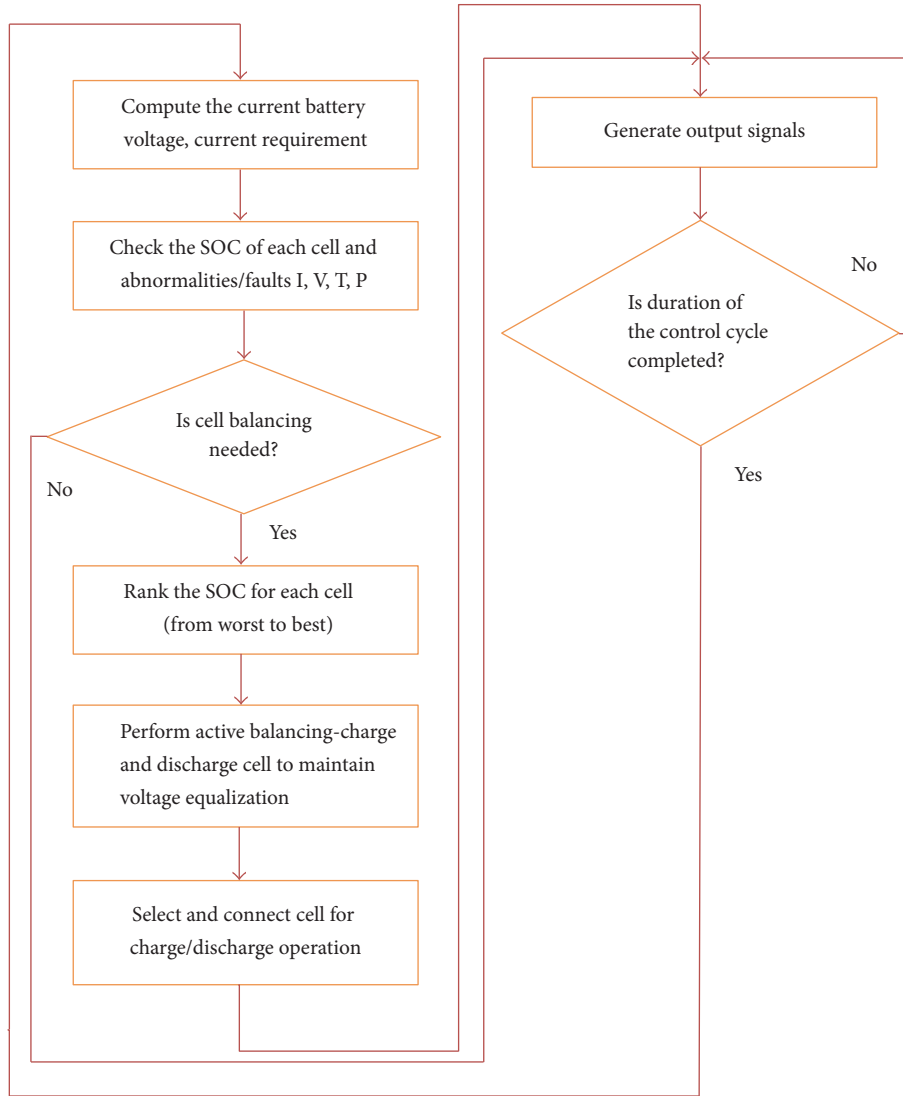 Compute the current battery
voltage, current requirement
Check the SOC of each cell and
abnormalities/faults I, V, T, P
Is cell balancing
needed?
No
Yes
Rank the SOC for each cell
(from worst to best)
Perform active balancing-charge
and discharge cell to maintain
voltage equalization
Select and connect cell for
charge/discharge operation
Generate output signals
No
Is duration of
the control cycle
completed?
Yes